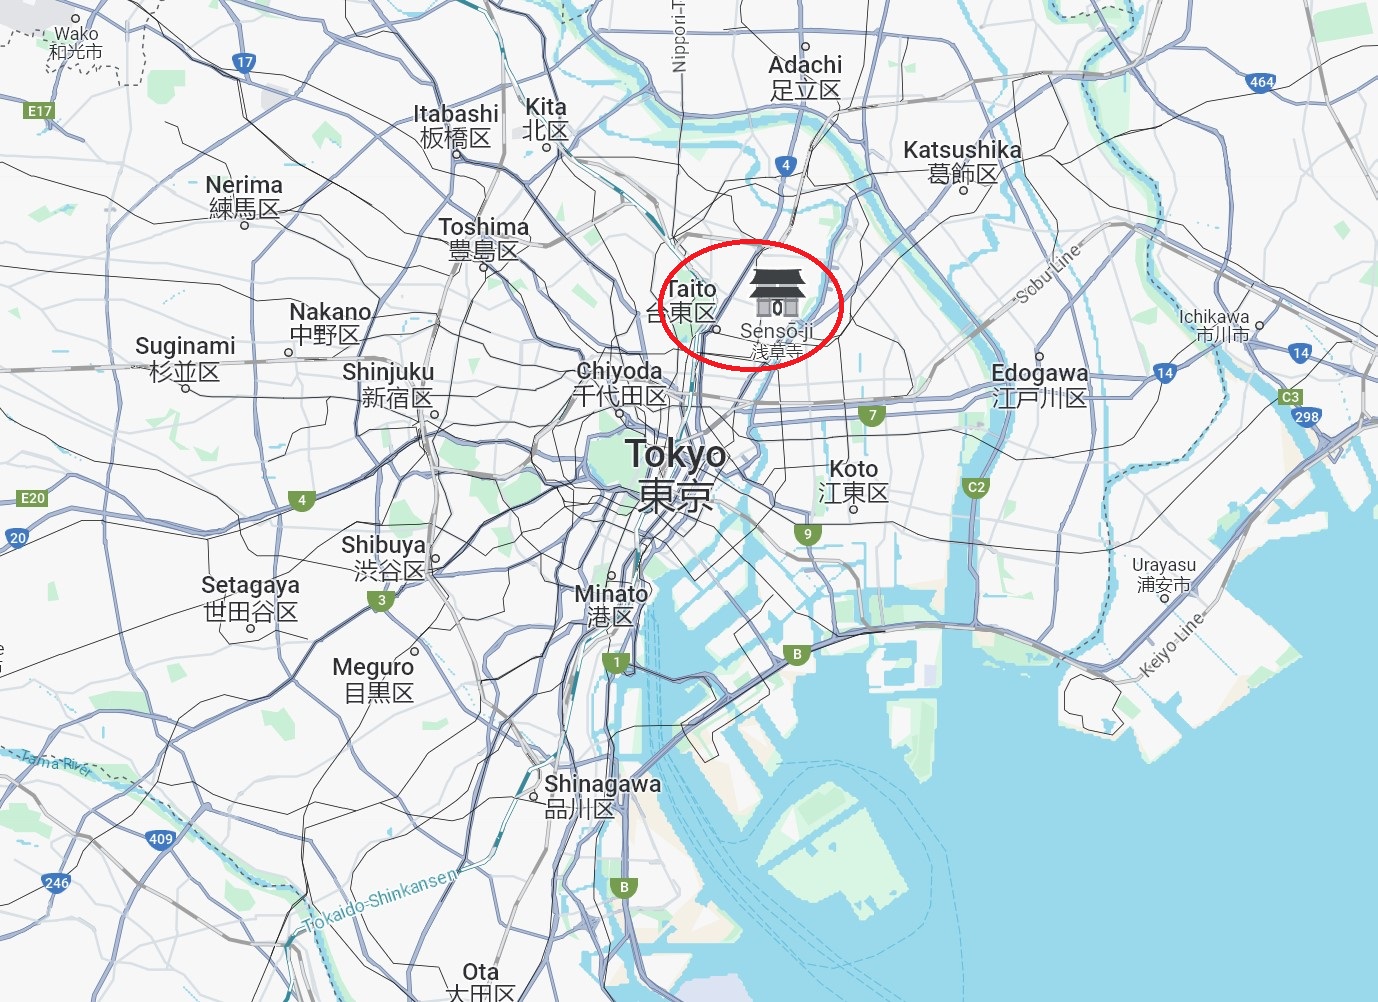 Wako
和光市
17
E17
Itabashi
板橋区
Kita
北区
Nippori-T
Adachi
足立区
464
4
Katsushika
葛飾区
Nerima
練馬区
Toshima
豊島区
Taito
台東区
Sensō-ji
浅草寺
Sobu Line
Ichikawa
市川市
Nakano
中野区
Suginami
杉並区
Shinjuku
新宿区
Chiyoda
千代田区
Edogawa
江戸川区
14
14
C3
298
7
Tokyo
東京
Koto
江東区
C2
E20
4
20
9
Shibuya
渋谷区
Setagaya
世田谷区
3
Minato
港区
Urayasu
浦安市
Keiyo Line
1
B
Meguro
目黒区
Tama River
Shinagawa
品川区
409
246
Tokaido-Shinkansen
B
Ota
大田区